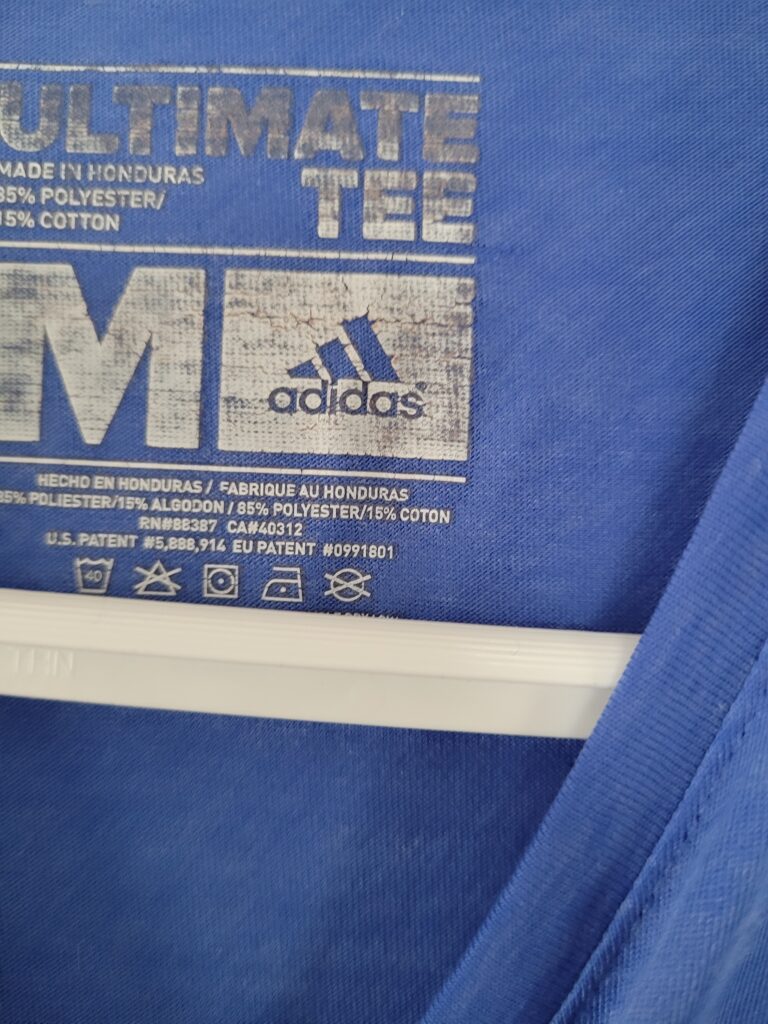 ULTIMATE
TEE
MADE IN HONDURAS
85% POLYESTER/
15% COTTON
M
adidas®
HECHO EN HONDURAS / FABRIQUE AU HONDURAS
85% POLIESTER/15% ALGODON / 85% POLYESTER/15% COTON
RN#88387 CA#40312
U.S. PATENT #5,888,914 EU PATENT #0991801
40